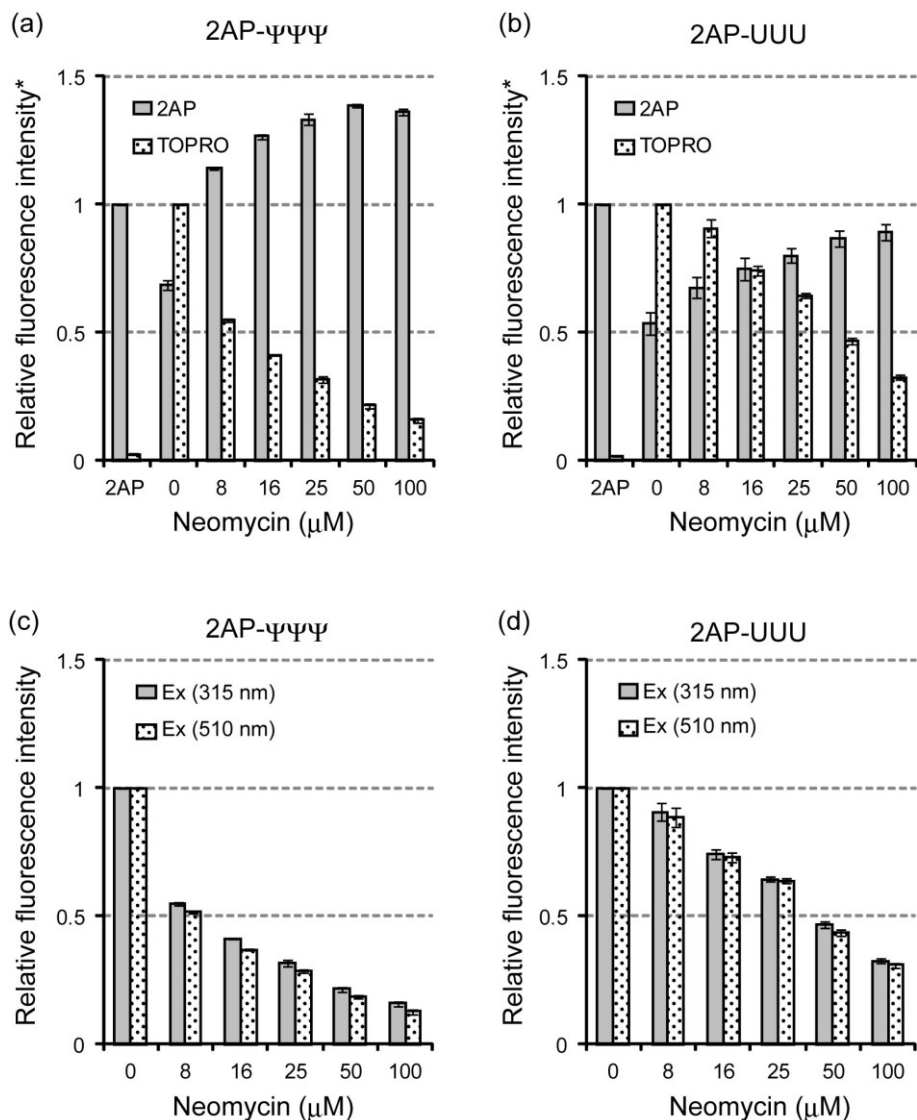 (a)
2AP-ΨΨΨ
Relative fluorescence intensity*
1.5
1
0.5
0
2AP
TOPRO
2AP 0 8 16 25 50 100
Neomycin (μM)
(b)
2AP-UUU
Relative fluorescence intensity*
1.5
1
0.5
0
2AP
TOPRO
2AP 0 8 16 25 50 100
Neomycin (μM)
(c)
2AP-ΨΨΨ
Relative fluorescence intensity
1.5
1
0.5
0
Ex (315 nm)
Ex (510 nm)
0 8 16 25 50 100
Neomycin (μM)
(d)
2AP-UUU
Relative fluorescence intensity
1.5
1
0.5
0
Ex (315 nm)
Ex (510 nm)
0 8 16 25 50 100
Neomycin (μM)